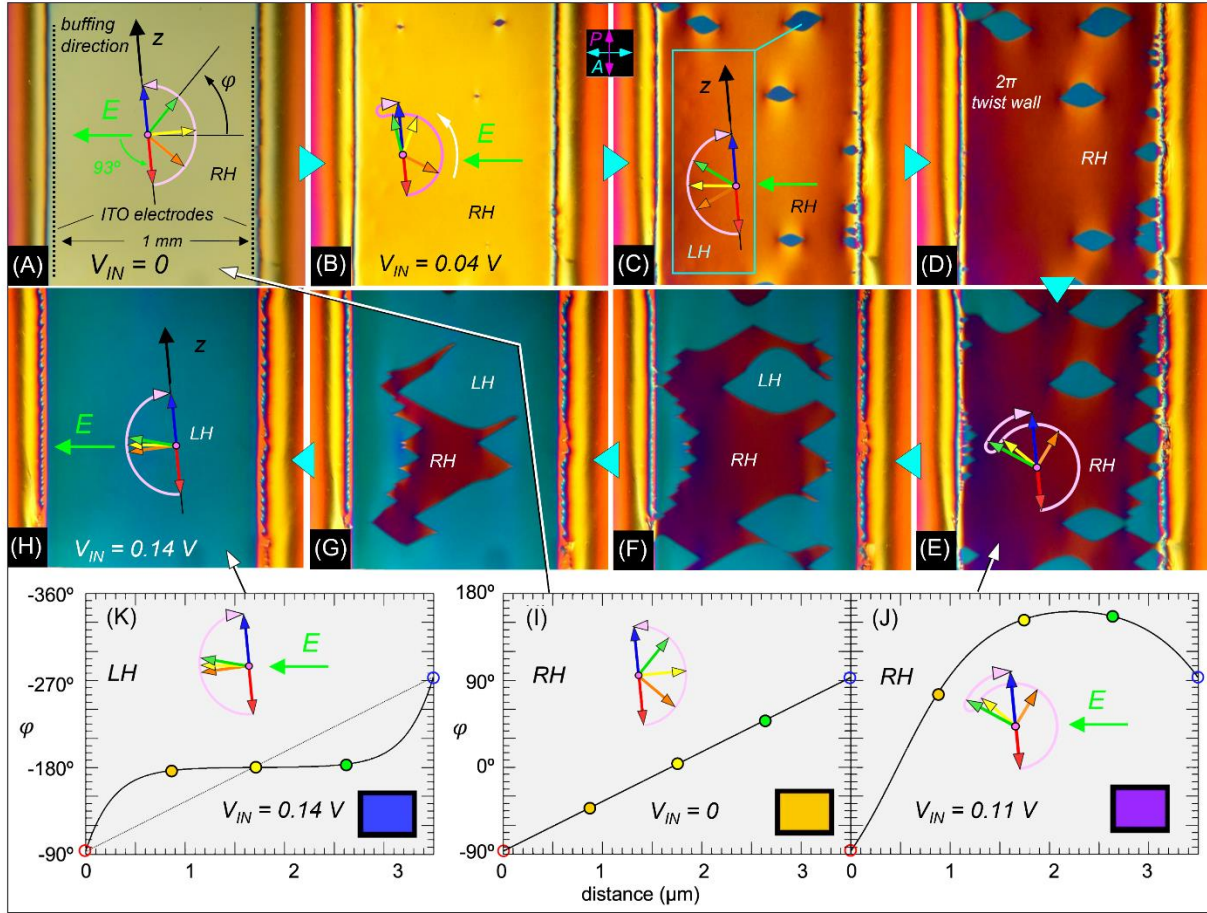 buffing
direction
z
φ
E
93º
RH
ITO electrodes
1 mm
(A)
V_IN = 0
E
RH
(B)
V_IN = 0.04 V
P
A
z
RH
LH
(C)
2π
twist wall
RH
(D)
z
LH
E
(H)
V_IN = 0.14 V
LH
RH
(G)
LH
RH
(F)
RH
(E)
-360º
-270º
-180º
-90º
φ
(K)
LH
E
V_IN = 0.14 V
0
1
2
3
180º
90º
0º
-90º
(I)
RH
V_IN = 0
0
1
2
3
distance (µm)
(J)
RH
E
V_IN = 0.11 V
0
1
2
3